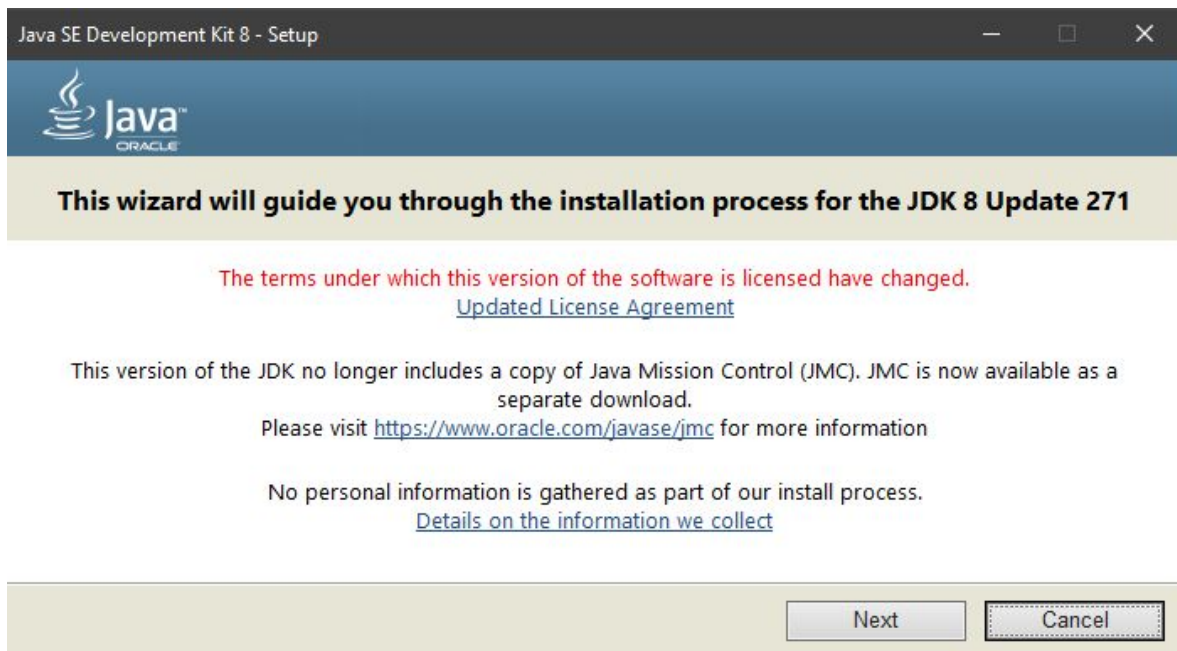 Java SE Development Kit 8 - Setup
Java™
ORACLE
This wizard will guide you through the installation process for the JDK 8 Update 271
The terms under which this version of the software is licensed have changed.
Updated License Agreement
This version of the JDK no longer includes a copy of Java Mission Control (JMC). JMC is now available as a
separate download.
Please visit https://www.oracle.com/javase/jmc for more information
No personal information is gathered as part of our install process.
Details on the information we collect
Next
Cancel